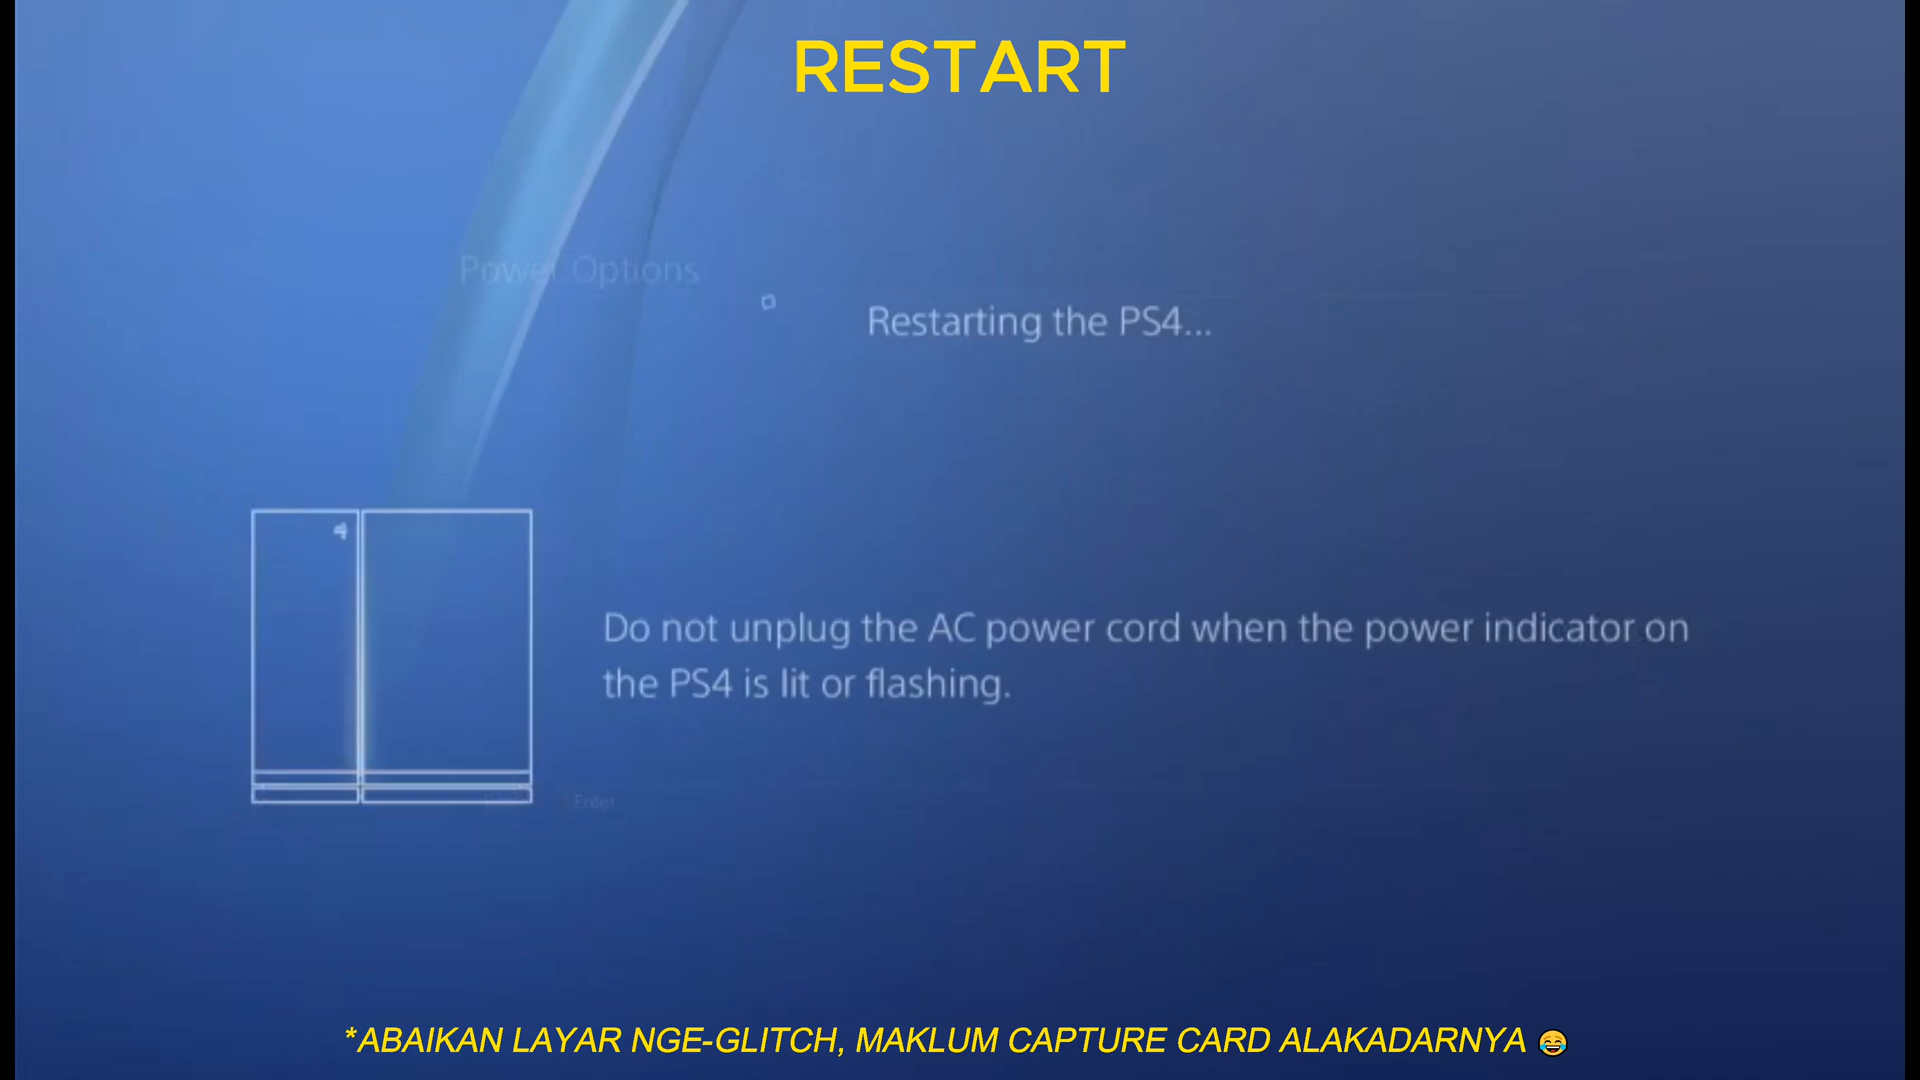 RESTART
Power Options
Restarting the PS4...
Do not unplug the AC power cord when the power indicator on
the PS4 is lit or flashing.
Enter
*ABAIKAN LAYAR NGE-GLITCH, MAKLUM CAPTURE CARD ALAKADARNYA 😂